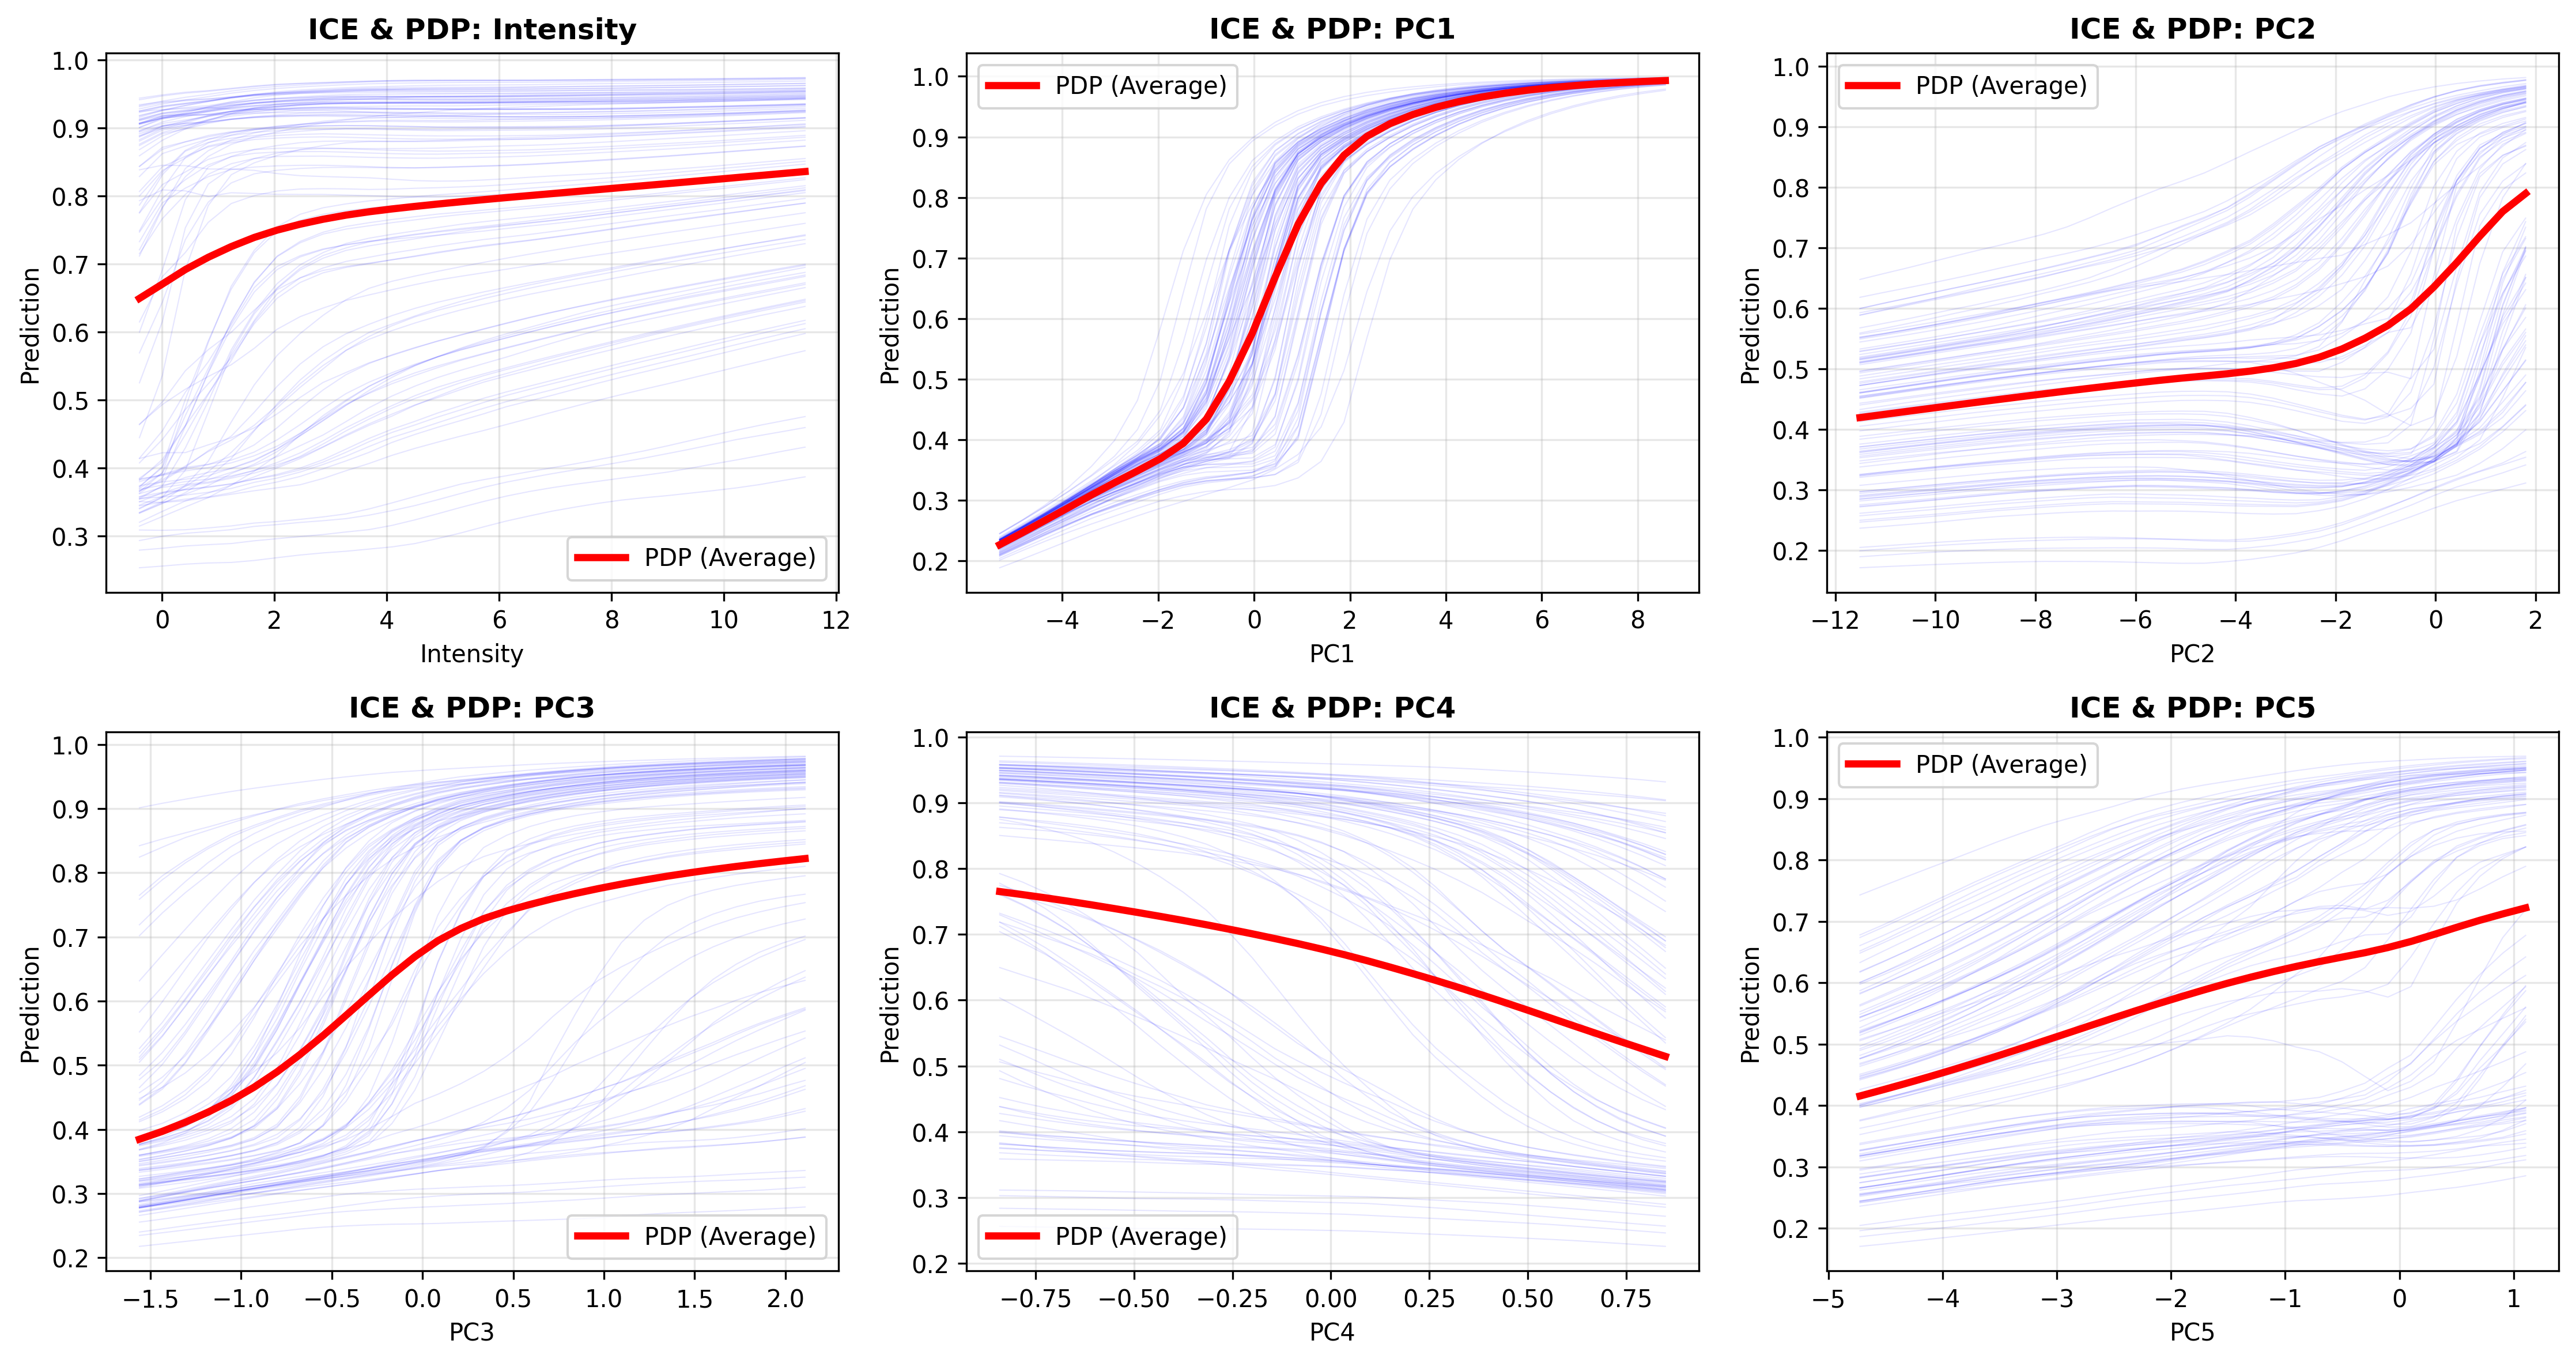 ICE & PDP: Intensity
1.0
0.9
0.8
0.7
0.6
0.5
0.4
0.3
Prediction
PDP (Average)
0 2 4 6 8 10 12
Intensity
ICE & PDP: PC1
PDP (Average)
1.0
0.9
0.8
0.7
0.6
0.5
0.4
0.3
0.2
Prediction
−4 −2 0 2 4 6 8
PC1
ICE & PDP: PC2
PDP (Average)
1.0
0.9
0.8
0.7
0.6
0.5
0.4
0.3
0.2
Prediction
−12 −10 −8 −6 −4 −2 0 2
PC2
ICE & PDP: PC3
1.0
0.9
0.8
0.7
0.6
0.5
0.4
0.3
0.2
Prediction
PDP (Average)
−1.5 −1.0 −0.5 0.0 0.5 1.0 1.5 2.0
PC3
ICE & PDP: PC4
1.0
0.9
0.8
0.7
0.6
0.5
0.4
0.3
0.2
Prediction
PDP (Average)
−0.75 −0.50 −0.25 0.00 0.25 0.50 0.75
PC4
ICE & PDP: PC5
PDP (Average)
1.0
0.9
0.8
0.7
0.6
0.5
0.4
0.3
0.2
Prediction
−5 −4 −3 −2 −1 0 1
PC5